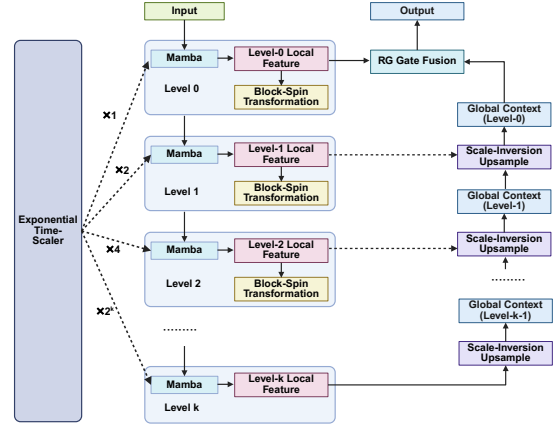 Input
Output
Mamba
Level-0 Local
Feature
RG Gate Fusion
Block-Spin
Transformation
Level 0
Global Context
(Level-0)
×1
Mamba
Level-1 Local
Feature
Scale-Inversion
Upsample
×2
Block-Spin
Transformation
Level 1
Global Context
(Level-1)
Exponential
Time-
Scaler
Mamba
Level-2 Local
Feature
Scale-Inversion
Upsample
×4
Block-Spin
Transformation
Level 2
.........
Global Context
(Level-k-1)
×2^k
.........
Scale-Inversion
Upsample
Mamba
Level-k Local
Feature
Level k